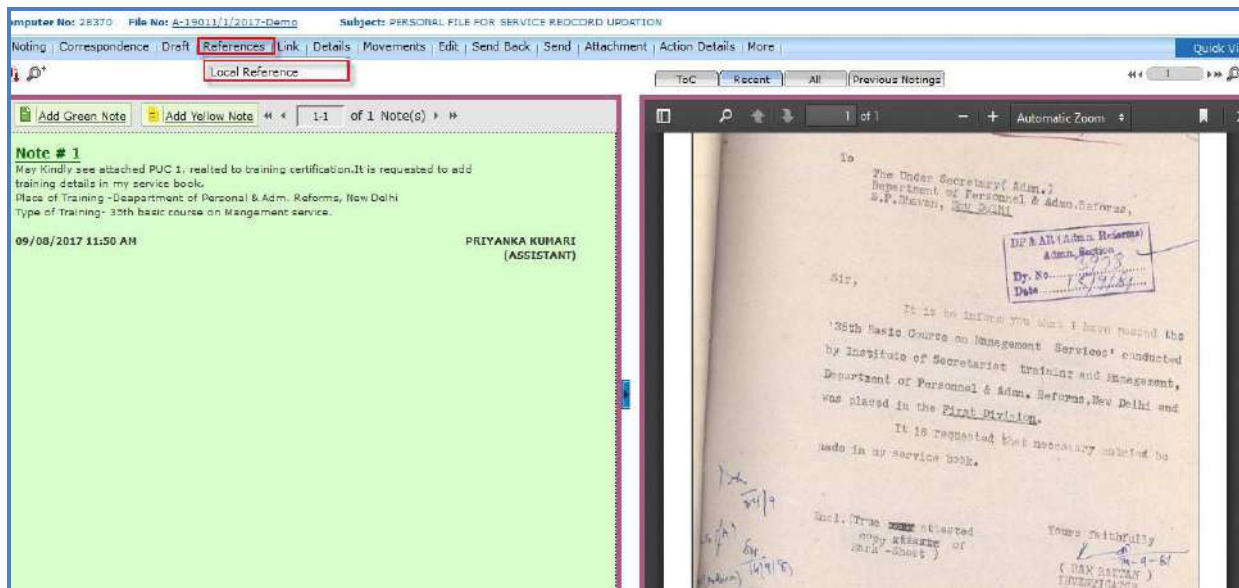 mputer No: 28370 File No: A-19011/1/2017-Demo Subject: PERSONAL FILE FOR SERVICE REOCORD UPDATION
Noting | Correspondence | Draft | References | Link | Details | Movements | Edit | Send Back | Send | Attachment | Action Details | More |
Quick Vi
Local Reference
ToC Recent All Previous Notings
1
Add Green Note Add Yellow Note 1-1 of 1 Note(s)
1 of 1 Automatic Zoom
Note # 1
May Kindly see attached PUC 1, realted to training certification.It is requested to add
training details in my service book.
Place of Training -Deapartment of Personal & Adm. Reforms, New Delhi
Type of Training- 35th basic course on Mangement service.
09/08/2017 11:50 AM PRIYANKA KUMARI
(ASSISTANT)
To
The Under Secretary( Adm.)
Department of Personnel & Admn.Reforms,
S.P.Bhavan, New Delhi
DP & AR (Admn. Reforms)
Admn. Section
Dy. No.
Date
Sir,
It is to inform you that I have passed the
'35th Basic Course on Management Services' conducted
by Institute of Secretariat training and Management,
Department of Personnel & Admn. Reforms,New Delhi and
was placed in the First Division.
It is requested that necessary be
made in my service book.
Encl.(True attested
copy of
Mark-Sheet )
Yours faithfully